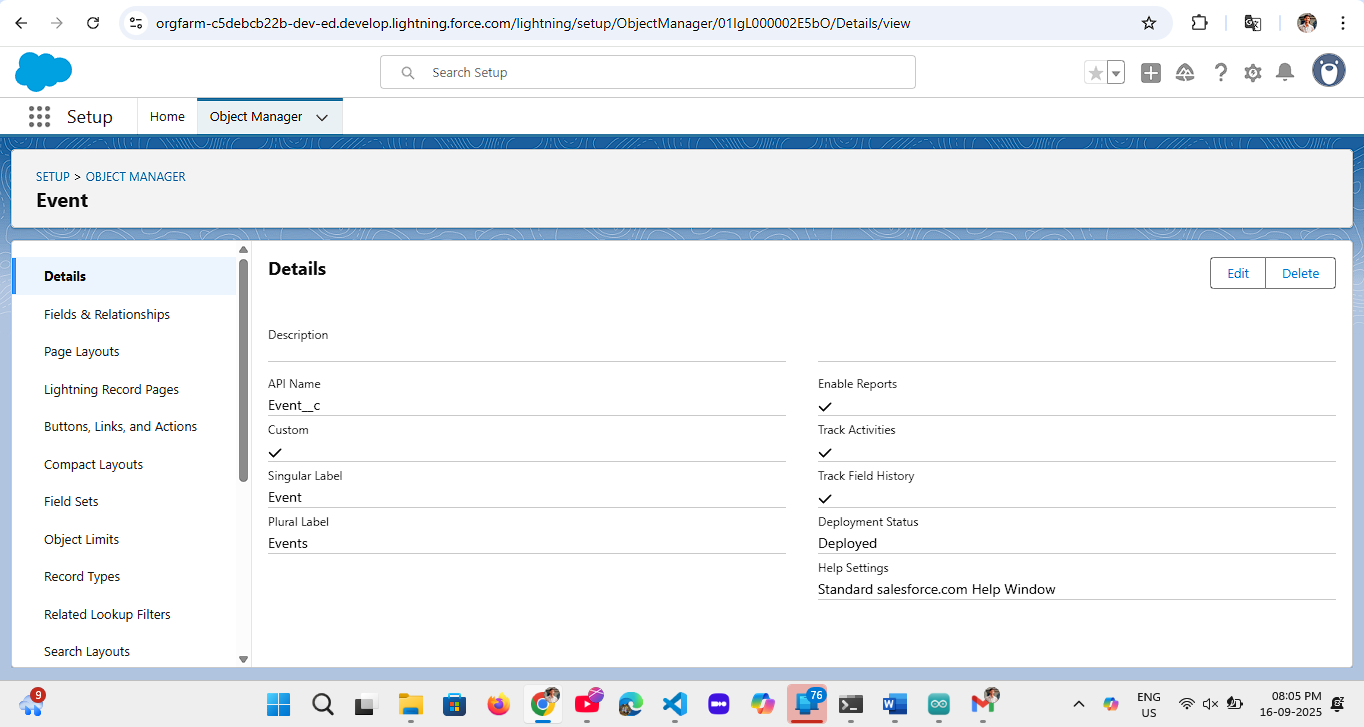 orgfarm-c5debcb22b-dev-ed.develop.lightning.force.com/lightning/setup/ObjectManager/01IgL000002E5bO/Details/view
Search Setup
Setup
Home
Object Manager
SETUP > OBJECT MANAGER
Event
Details
Fields & Relationships
Page Layouts
Lightning Record Pages
Buttons, Links, and Actions
Compact Layouts
Field Sets
Object Limits
Record Types
Related Lookup Filters
Search Layouts
Details
Edit
Delete
Description
API Name
Event__c
Custom
Singular Label
Event
Plural Label
Events
Enable Reports
Track Activities
Track Field History
Deployment Status
Deployed
Help Settings
Standard salesforce.com Help Window
9
76
ENG
US
08:05 PM
16-09-2025